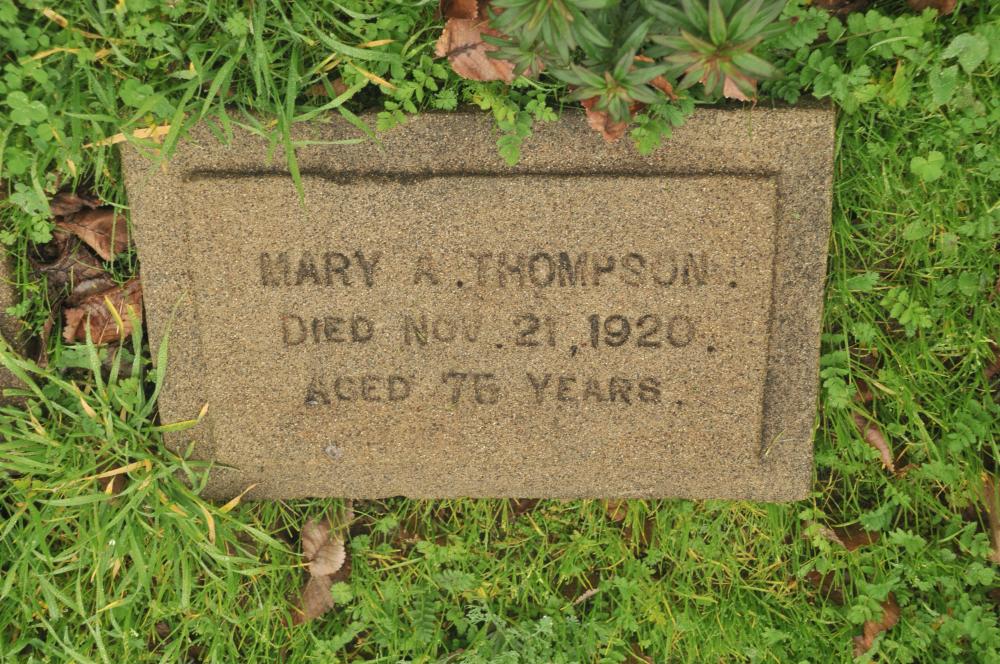 MARY A. THOMPSON.
DIED NOV. 21, 1920.
AGED 75 YEARS.